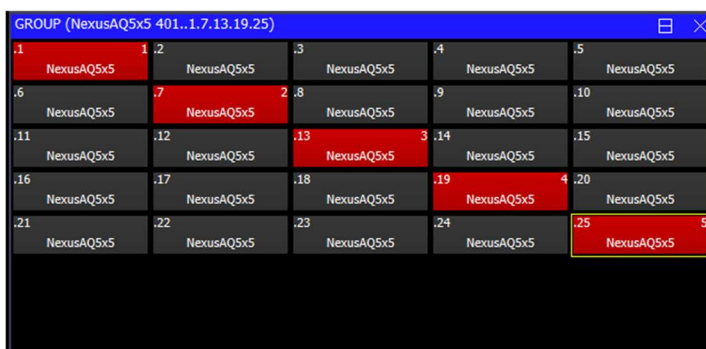 GROUP (NexusAQ5x5 401..1.7.13.19.25)
.1 1 .2 .3 .4 .5
NexusAQ5x5 NexusAQ5x5 NexusAQ5x5 NexusAQ5x5 NexusAQ5x5
.6 .7 2 .8 .9 .10
NexusAQ5x5 NexusAQ5x5 NexusAQ5x5 NexusAQ5x5 NexusAQ5x5
.11 .12 .13 3 .14 .15
NexusAQ5x5 NexusAQ5x5 NexusAQ5x5 NexusAQ5x5 NexusAQ5x5
.16 .17 .18 .19 4 .20
NexusAQ5x5 NexusAQ5x5 NexusAQ5x5 NexusAQ5x5 NexusAQ5x5
.21 .22 .23 .24 .25 5
NexusAQ5x5 NexusAQ5x5 NexusAQ5x5 NexusAQ5x5 NexusAQ5x5